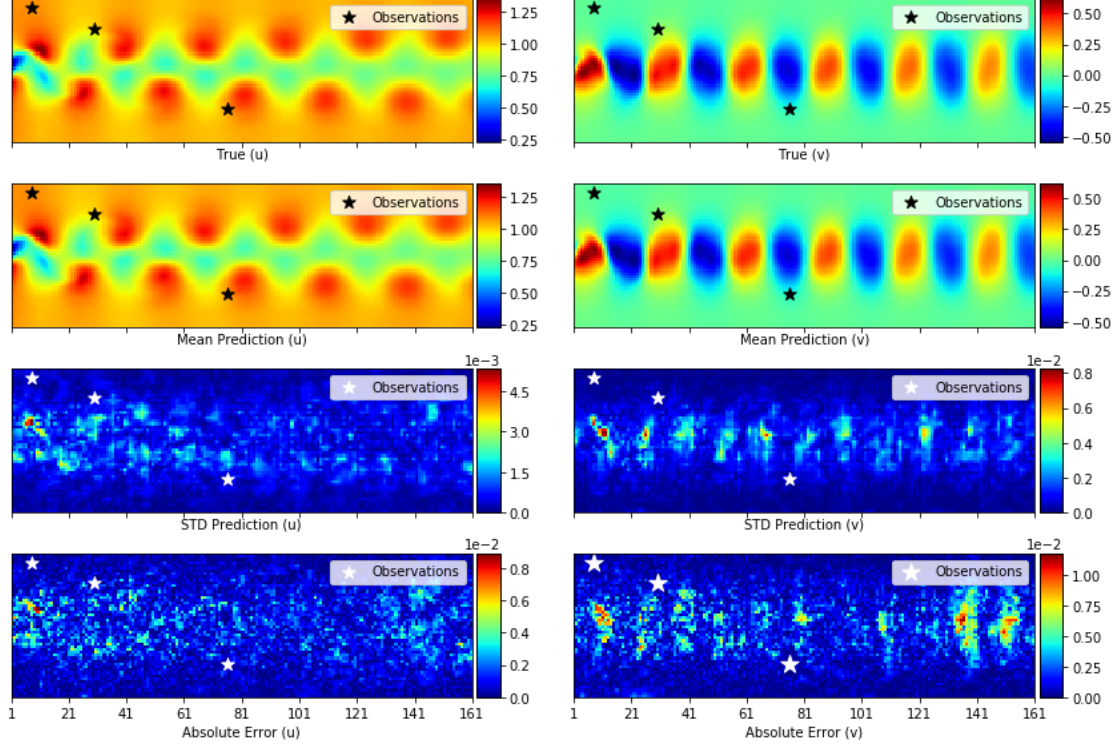 Observations
1.25
1.00
0.75
0.50
0.25
True (u)
Observations
0.50
0.25
0.00
−0.25
−0.50
True (v)
Observations
1.25
1.00
0.75
0.50
0.25
Mean Prediction (u)
Observations
0.50
0.25
0.00
−0.25
−0.50
Mean Prediction (v)
1e−3
Observations
4.5
3.0
1.5
0.0
STD Prediction (u)
1e−2
Observations
0.8
0.6
0.4
0.2
0.0
STD Prediction (v)
1e−2
Observations
0.8
0.6
0.4
0.2
0.0
1 21 41 61 81 101 121 141 161
Absolute Error (u)
1e−2
Observations
1.00
0.75
0.50
0.25
0.00
1 21 41 61 81 101 121 141 161
Absolute Error (v)